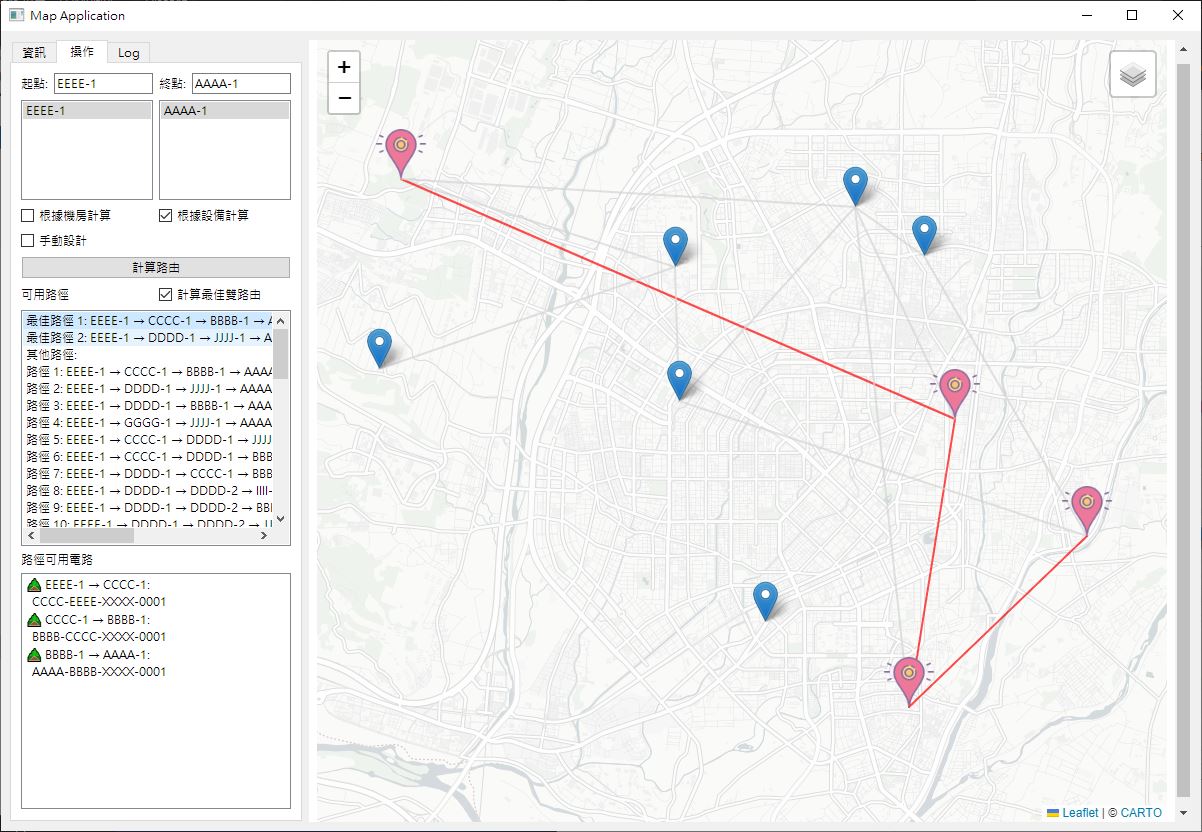 Map Application
資訊 操作 Log
起點: EEEE-1 終點: AAAA-1
EEEE-1 AAAA-1
根據機房計算 根據設備計算
手動設計
計算路由
可用路徑 計算最佳雙路由
最佳路徑 1: EEEE-1 → CCCC-1 → BBBB-1 → A
最佳路徑 2: EEEE-1 → DDDD-1 → JJJJ-1 → A
其他路徑:
路徑 1: EEEE-1 → CCCC-1 → BBBB-1 → AAAA
路徑 2: EEEE-1 → DDDD-1 → JJJJ-1 → AAAA
路徑 3: EEEE-1 → DDDD-1 → BBBB-1 → AAA
路徑 4: EEEE-1 → GGGG-1 → JJJJ-1 → AAAA
路徑 5: EEEE-1 → CCCC-1 → DDDD-1 → JJJJ
路徑 6: EEEE-1 → CCCC-1 → DDDD-1 → BBB
路徑 7: EEEE-1 → DDDD-1 → CCCC-1 → BBB
路徑 8: EEEE-1 → DDDD-1 → DDDD-2 → IIII-
路徑 9: EEEE-1 → DDDD-1 → DDDD-2 → BBI
路徑 10: EEEE-1 → DDDD-1 → DDDD-2 → JJ
路徑可用電路
EEEE-1 → CCCC-1:
CCCC-EEEE-XXXX-0001
CCCC-1 → BBBB-1:
BBBB-CCCC-XXXX-0001
BBBB-1 → AAAA-1:
AAAA-BBBB-XXXX-0001
+
−
Leaflet | © CARTO